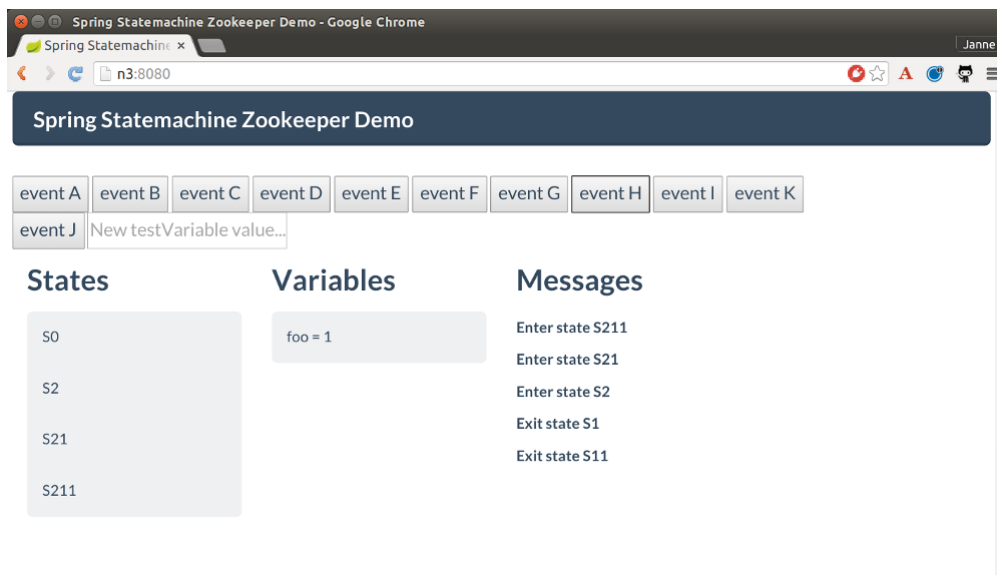 Spring Statemachine Zookeeper Demo - Google Chrome
Spring Statemachine
Janne
n3:8080
A
Spring Statemachine Zookeeper Demo
event A event B event C event D event E event F event G event H event I event K
event J New testVariable value...
States Variables Messages
S0 foo = 1 Enter state S211
Enter state S21
S2 Enter state S2
Exit state S1
S21
Exit state S11
S211